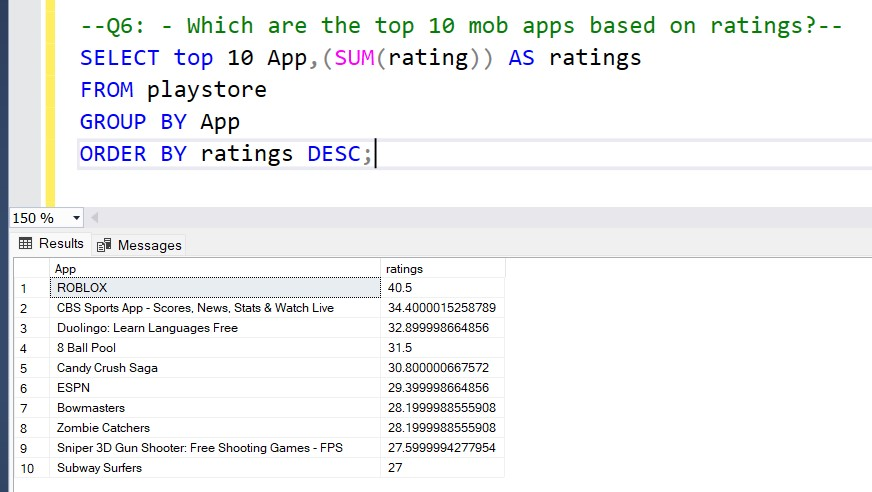 --Q6: - Which are the top 10 mob apps based on ratings?--
SELECT top 10 App,(SUM(rating)) AS ratings
FROM playstore
GROUP BY App
ORDER BY ratings DESC;
150 %
Results Messages
App ratings
1 ROBLOX 40.5
2 CBS Sports App - Scores, News, Stats & Watch Live 34.4000015258789
3 Duolingo: Learn Languages Free 32.899998664856
4 8 Ball Pool 31.5
5 Candy Crush Saga 30.800000667572
6 ESPN 29.399998664856
7 Bowmasters 28.1999988555908
8 Zombie Catchers 28.1999988555908
9 Sniper 3D Gun Shooter: Free Shooting Games - FPS 27.5999994277954
10 Subway Surfers 27